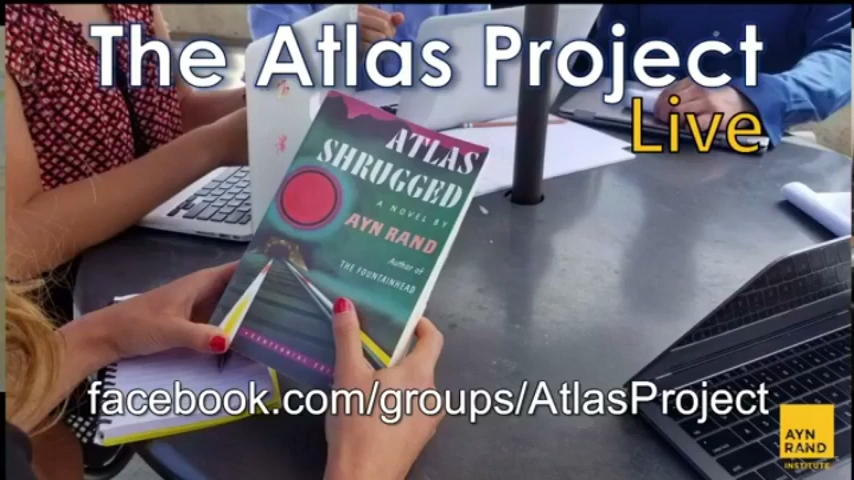 The Atlas Project
Live
ATLAS
SHRUGGED
A NOVEL BY
AYN RAND
Author of
THE FOUNTAINHEAD
CENTENNIAL
facebook.com/groups/AtlasProject
AYN
RAND
INSTITUTE